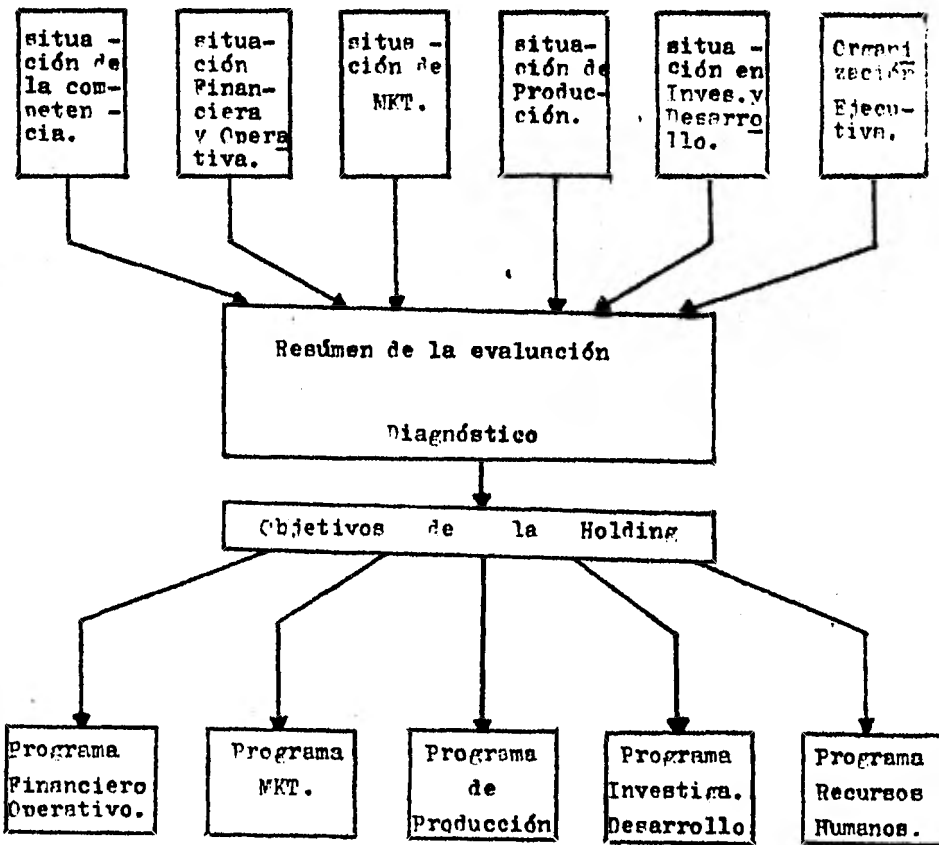 situa -
ción de
la com-
peten -
cia.
situa-
ción
Finan-
ciera
y Opera
tiva.
situa -
ción de
MKT.
situa-
ción de
Produc-
ción.
situa -
ción en
Inves.y
Desarro
llo.
Organi
zación
Ejecu-
tiva.
Resúmen de la evaluación
Diagnóstico
Objetivos de la Holding
Programa
Financiero
Operativo.
Programa
MKT.
Programa
de
Producción
Programa
Investiga.
Desarrollo
Programa
Recursos
Humanos.